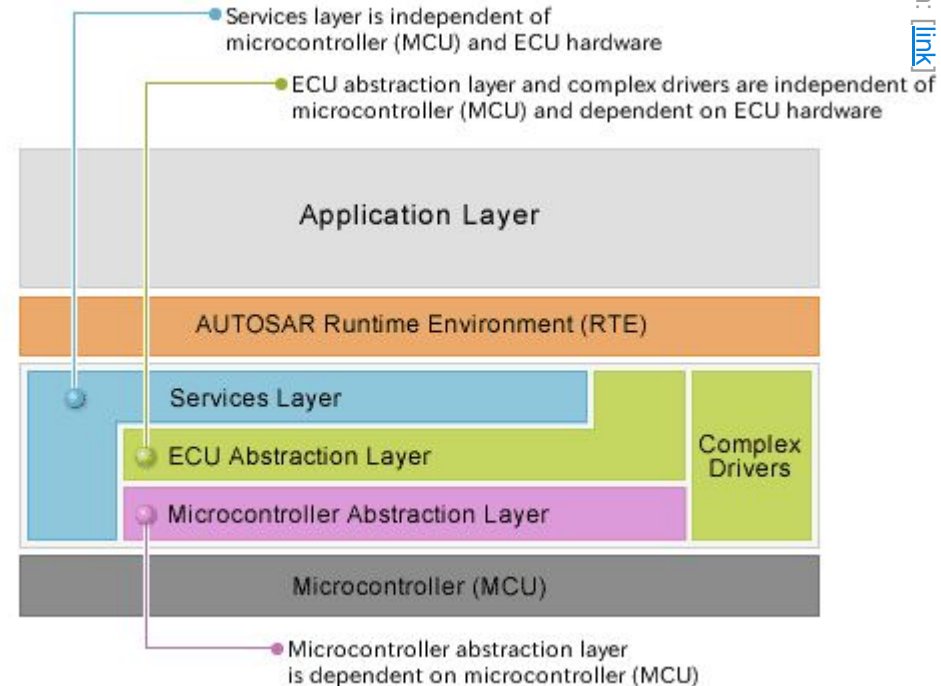 Services layer is independent of
microcontroller (MCU) and ECU hardware
[link]
ECU abstraction layer and complex drivers are independent of
microcontroller (MCU) and dependent on ECU hardware
Application Layer
AUTOSAR Runtime Environment (RTE)
Services Layer
ECU Abstraction Layer
Complex
Drivers
Microcontroller Abstraction Layer
Microcontroller (MCU)
Microcontroller abstraction layer
is dependent on microcontroller (MCU)